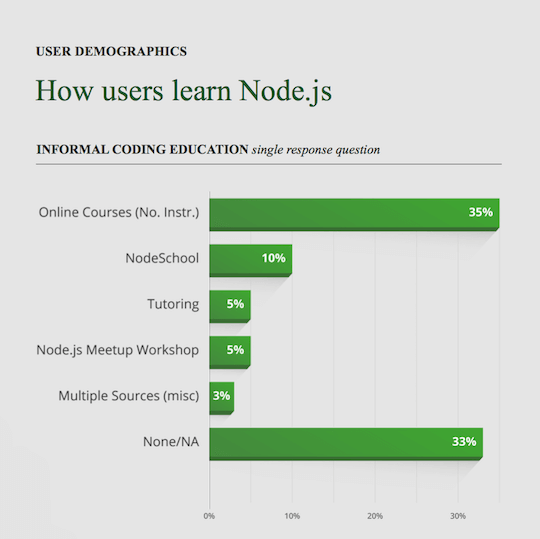 USER DEMOGRAPHICS
How users learn Node.js
INFORMAL CODING EDUCATION single response question
Online Courses (No. Instr.) 35%
NodeSchool 10%
Tutoring 5%
Node.js Meetup Workshop 5%
Multiple Sources (misc) 3%
None/NA 33%
0% 10% 20% 30%